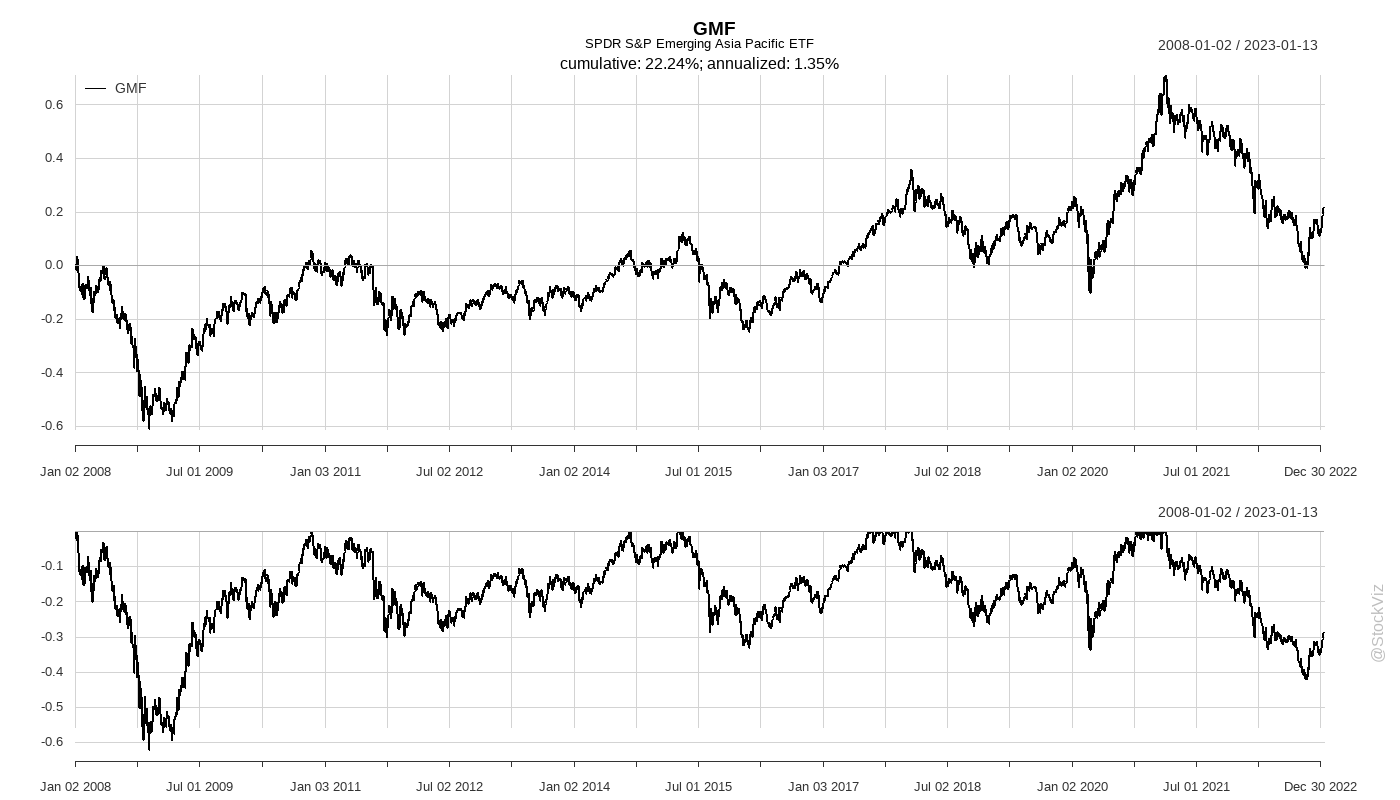 GMF
SPDR S&P Emerging Asia Pacific ETF
2008-01-02 / 2023-01-13
cumulative: 22.24%; annualized: 1.35%
GMF
0.6
0.4
0.2
0.0
-0.2
-0.4
-0.6
Jan 02 2008 Jul 01 2009 Jan 03 2011 Jul 02 2012 Jan 02 2014 Jul 01 2015 Jan 03 2017 Jul 02 2018 Jan 02 2020 Jul 01 2021 Dec 30 2022
2008-01-02 / 2023-01-13
-0.1
-0.2
-0.3
-0.4
-0.5
-0.6
Jan 02 2008 Jul 01 2009 Jan 03 2011 Jul 02 2012 Jan 02 2014 Jul 01 2015 Jan 03 2017 Jul 02 2018 Jan 02 2020 Jul 01 2021 Dec 30 2022
@StockViz